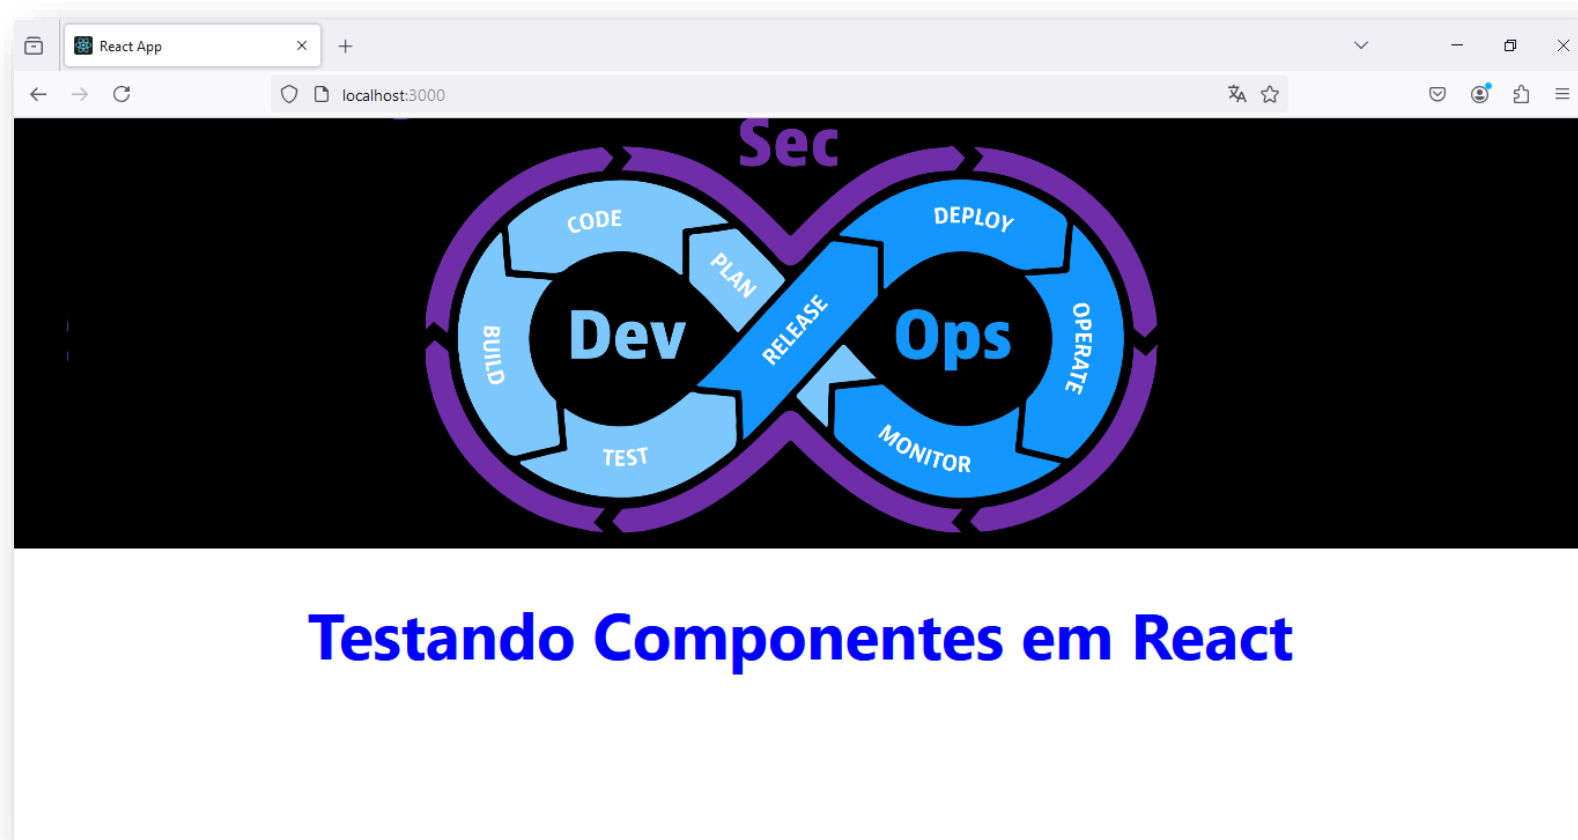 React App
localhost:3000
Sec
CODE
DEPLOY
PLAN
BUILD
Dev
RELEASE
Ops
OPERATE
TEST
MONITOR
Testando Componentes em React